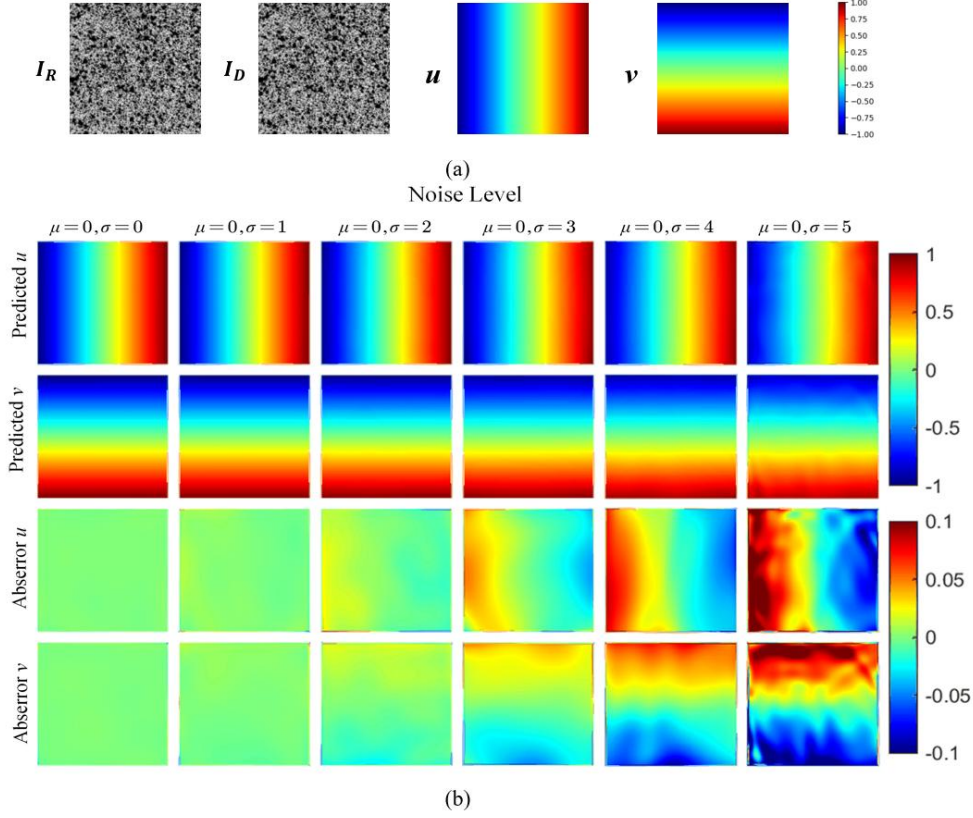 I_R
I_D
u
v
1.00
0.75
0.50
0.25
0.00
−0.25
−0.50
−0.75
−1.00
(a)
Noise Level
μ=0,σ=0
μ=0,σ=1
μ=0,σ=2
μ=0,σ=3
μ=0,σ=4
μ=0,σ=5
Predicted u
1
0.5
0
-0.5
-1
Predicted v
Abserror u
0.1
0.05
0
-0.05
-0.1
Abserror v
(b)